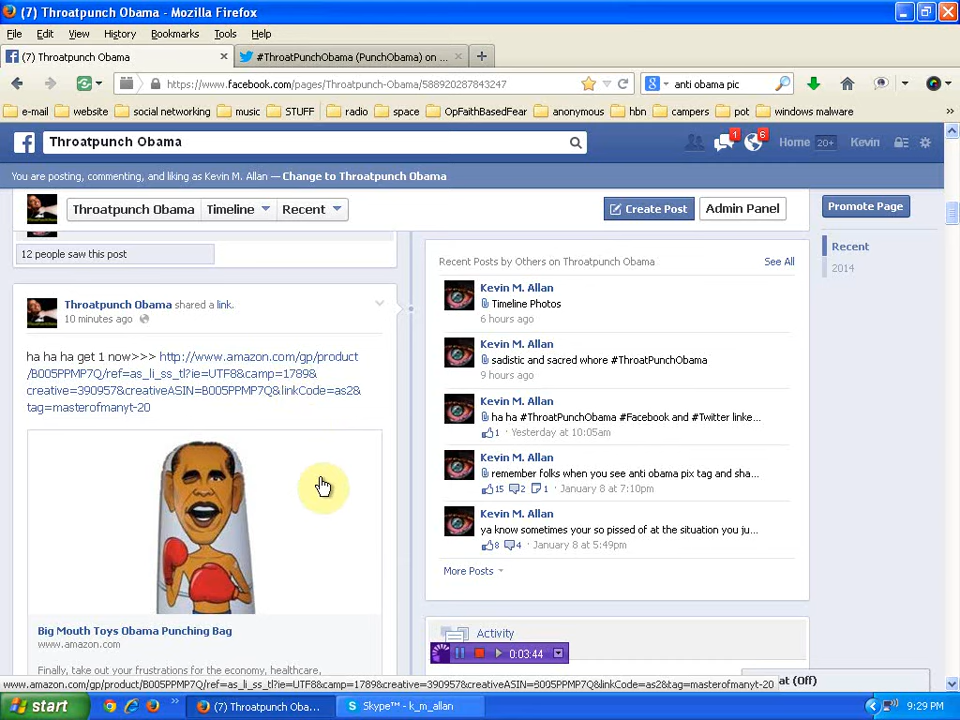 (7) Throatpunch Obama - Mozilla Firefox
File Edit View History Bookmarks Tools Help
(7) Throatpunch Obama
#ThroatPunchObama (PunchObama) on ...
https://www.facebook.com/pages/Throatpunch-Obama/588920287843247
anti obama pic
e-mail website social networking music STUFF radio space OpFaithBasedFear anonymous hbn campers pot windows malware
Throatpunch Obama
1 6 Home 20+ Kevin
You are posting, commenting, and liking as Kevin M. Allan — Change to Throatpunch Obama
Throatpunch Obama Timeline Recent
Create Post Admin Panel
Promote Page
Recent
2014
12 people saw this post
Throatpunch Obama shared a link.
10 minutes ago
ha ha ha get 1 now>>> http://www.amazon.com/gp/product
/B005PPMP7Q/ref=as_li_ss_tl?ie=UTF8&camp=1789&
creative=390957&creativeASIN=B005PPMP7Q&linkCode=as2&
tag=masterofmanyt-20
Big Mouth Toys Obama Punching Bag
www.amazon.com
Finally, take out your frustrations for the economy, healthcare,
Recent Posts by Others on Throatpunch Obama See All
Kevin M. Allan
Timeline Photos
6 hours ago
Kevin M. Allan
sadistic and sacred whore #ThroatPunchObama
9 hours ago
Kevin M. Allan
ha ha #ThroatPunchObama #Facebook and #Twitter linke...
1 · Yesterday at 10:05am
Kevin M. Allan
remember folks when you see anti obama pix tag and sha...
15 2 1 · January 8 at 7:10pm
Kevin M. Allan
ya know sometimes your so pissed of at the situation you ju...
8 4 · January 8 at 5:49pm
More Posts
Activity
0:03:44
at (Off)
www.amazon.com/gp/product/B005PPMP7Q/ref=as_li_ss_tl?ie=UTF8&camp=1789&creative=390957&creativeASIN=B005PPMP7Q&linkCode=as2&tag=masterofmanyt-20
start
(7) Throatpunch Oba...
Skype™ - k_m_allan
9:29 PM